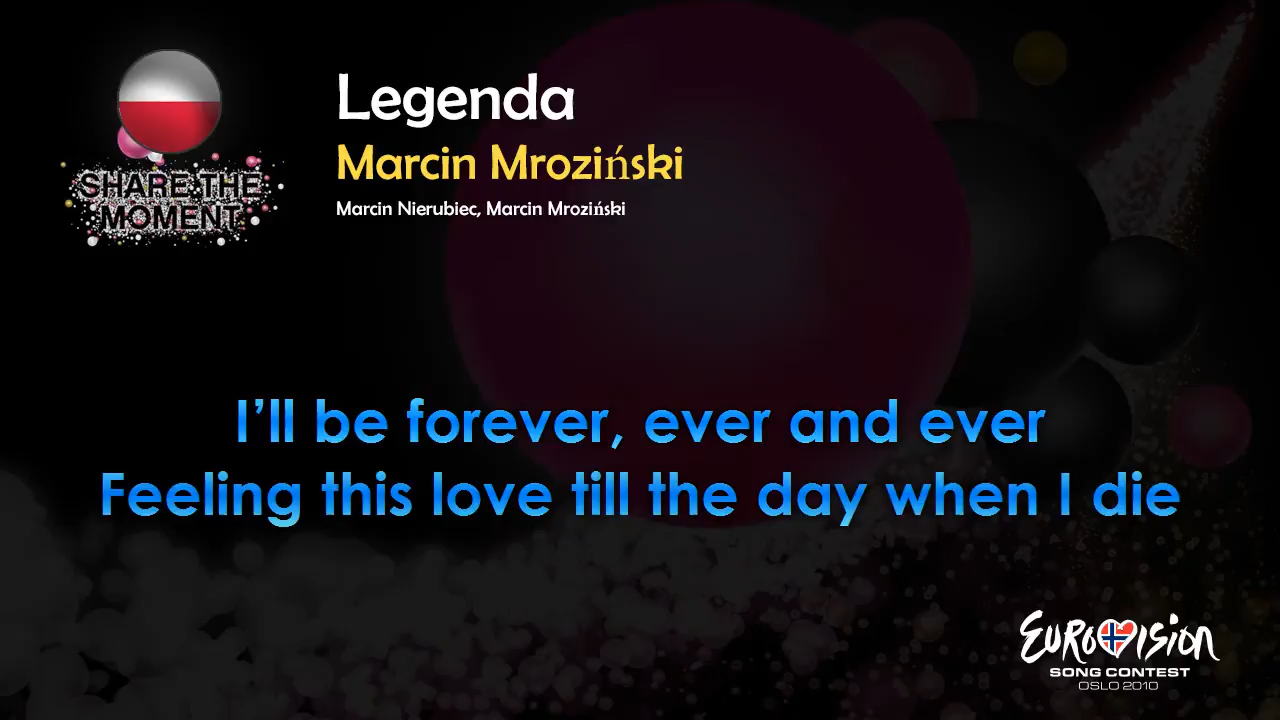 Legenda
Marcin Mroziński
Marcin Nierubiec, Marcin Mroziński
SHARE THE
MOMENT
I’ll be forever, ever and ever
Feeling this love till the day when I die
EUROVISION
SONG CONTEST
OSLO 2010